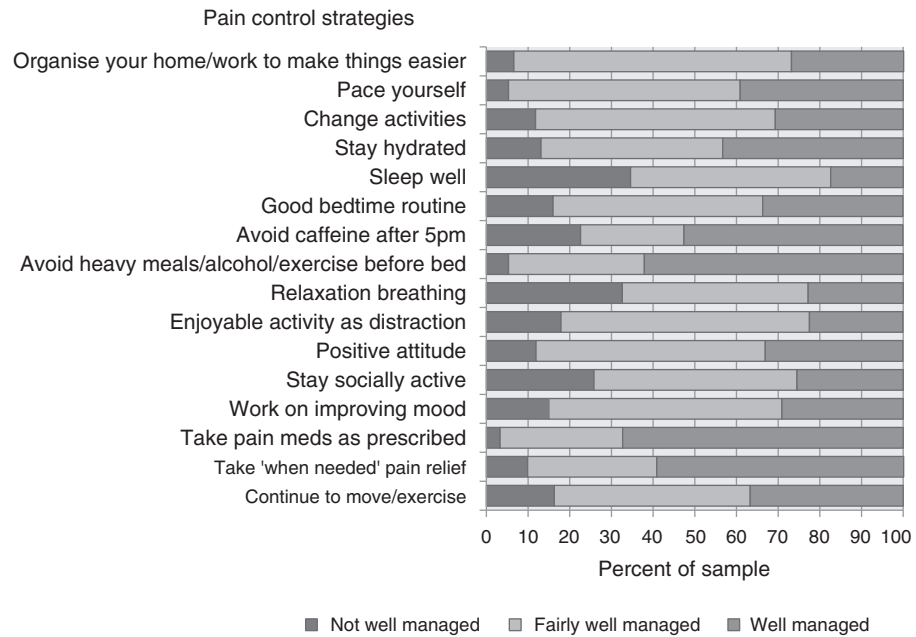 Pain control strategies
Organise your home/work to make things easier
Pace yourself
Change activities
Stay hydrated
Sleep well
Good bedtime routine
Avoid caffeine after 5pm
Avoid heavy meals/alcohol/exercise before bed
Relaxation breathing
Enjoyable activity as distraction
Positive attitude
Stay socially active
Work on improving mood
Take pain meds as prescribed
Take 'when needed' pain relief
Continue to move/exercise
0 10 20 30 40 50 60 70 80 90 100
Percent of sample
Not well managed Fairly well managed Well managed